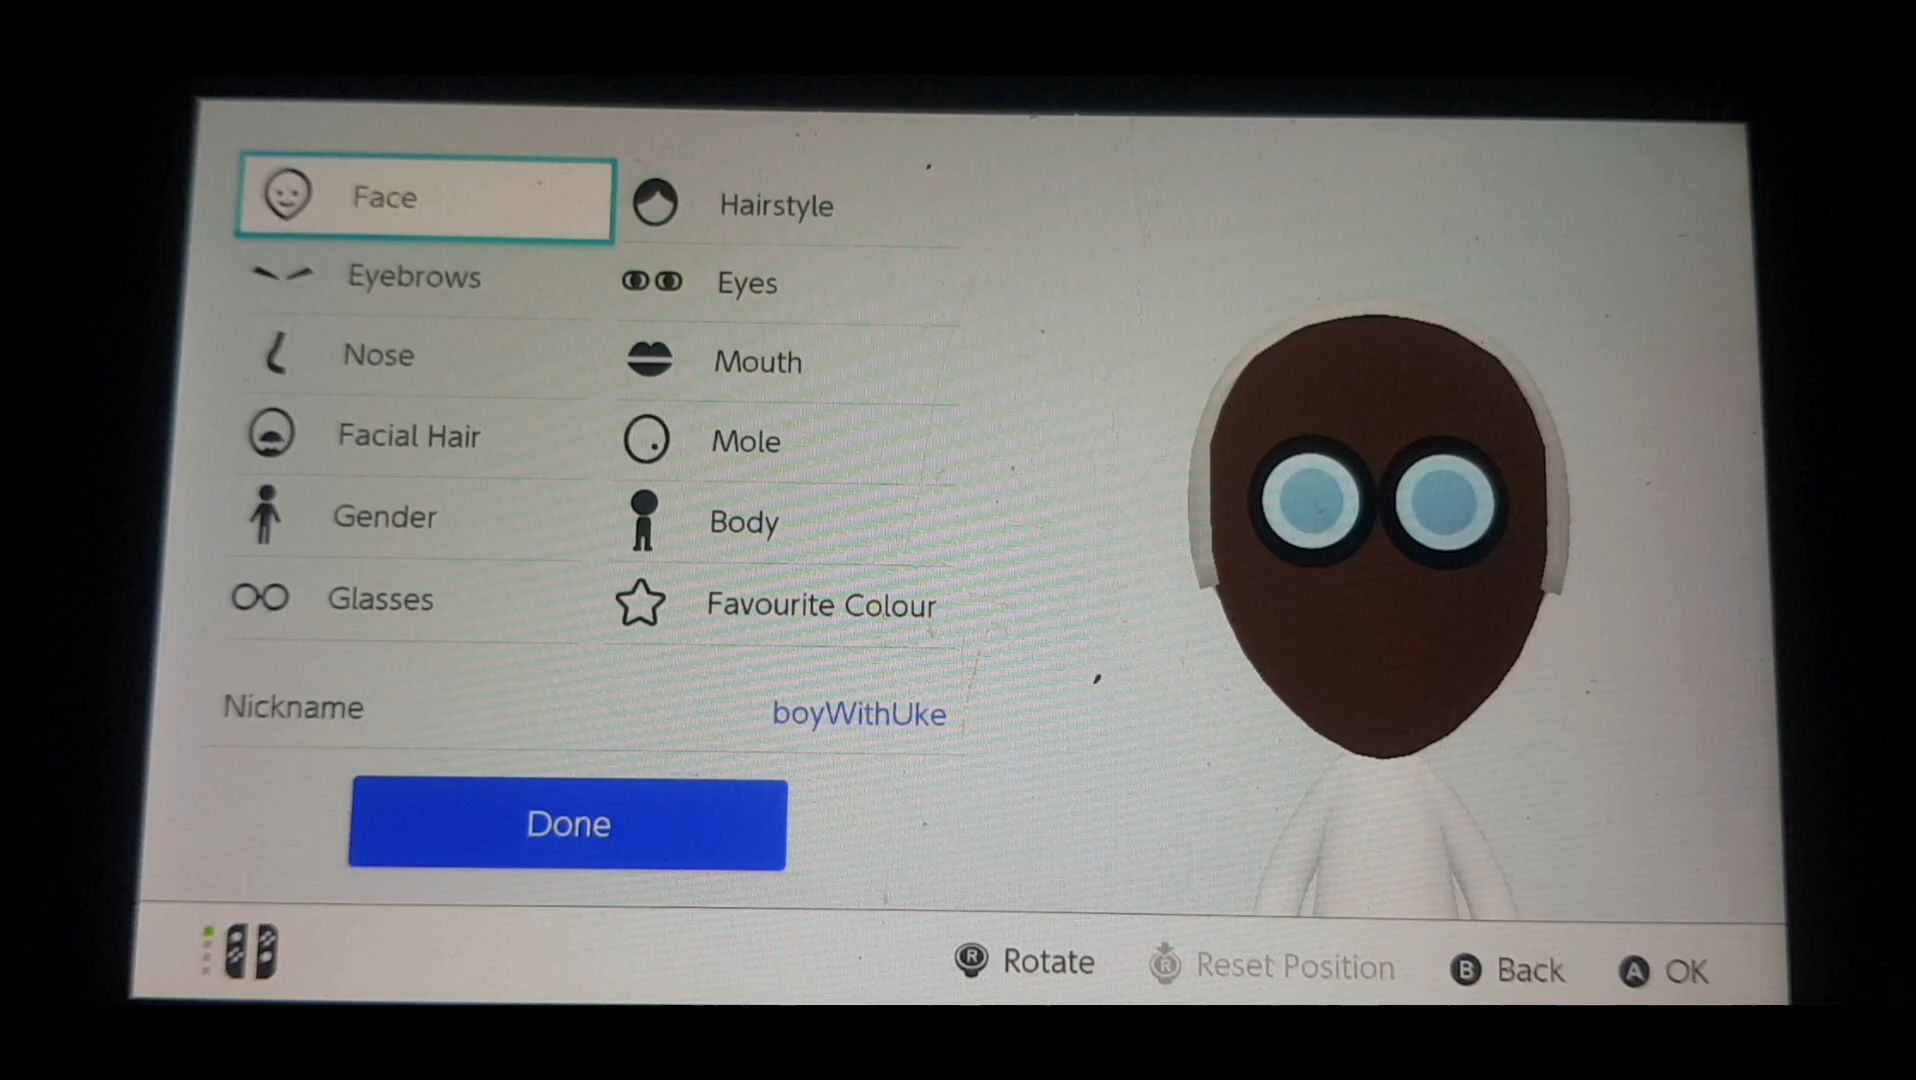 Face
Hairstyle
Eyebrows
Eyes
Nose
Mouth
Facial Hair
Mole
Gender
Body
Glasses
Favourite Colour
Nickname
boyWithUke
Done
R Rotate
R Reset Position
B Back
A OK